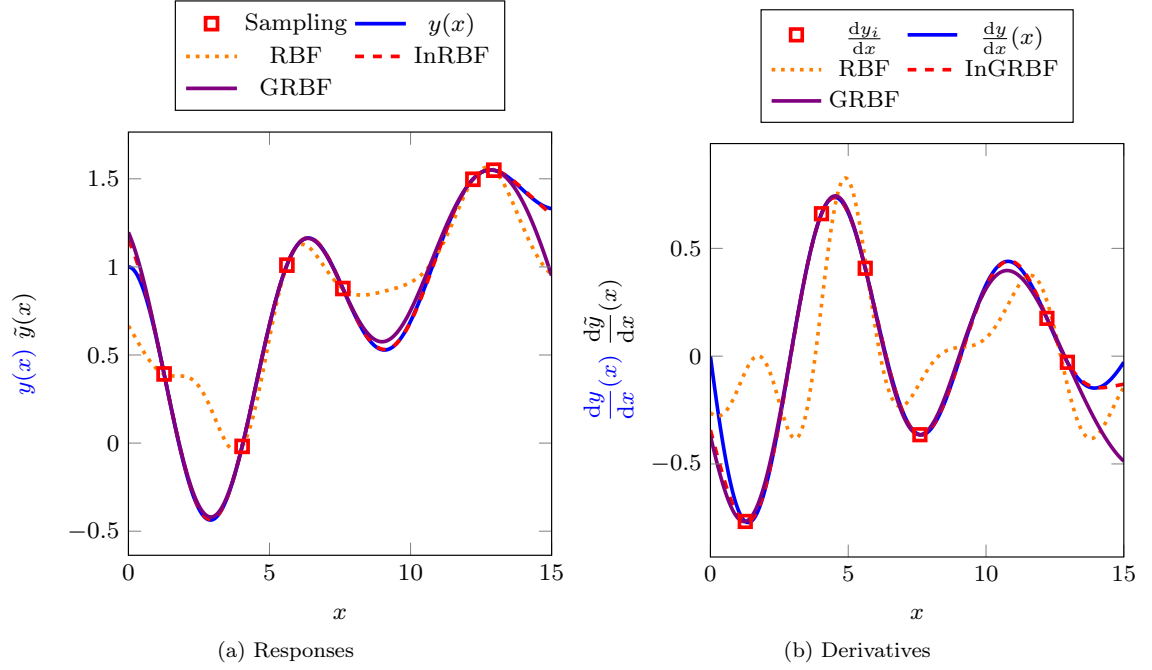 Sampling y(x)
RBF InRBF
GRBF
1.5
1
0.5
0
−0.5
0 5 10 15
x
y(x) ỹ(x)
(a) Responses
dy_i/dx dy/dx(x)
RBF InGRBF
GRBF
0.5
0
−0.5
0 5 10 15
x
dy/dx(x) dỹ/dx(x)
(b) Derivatives